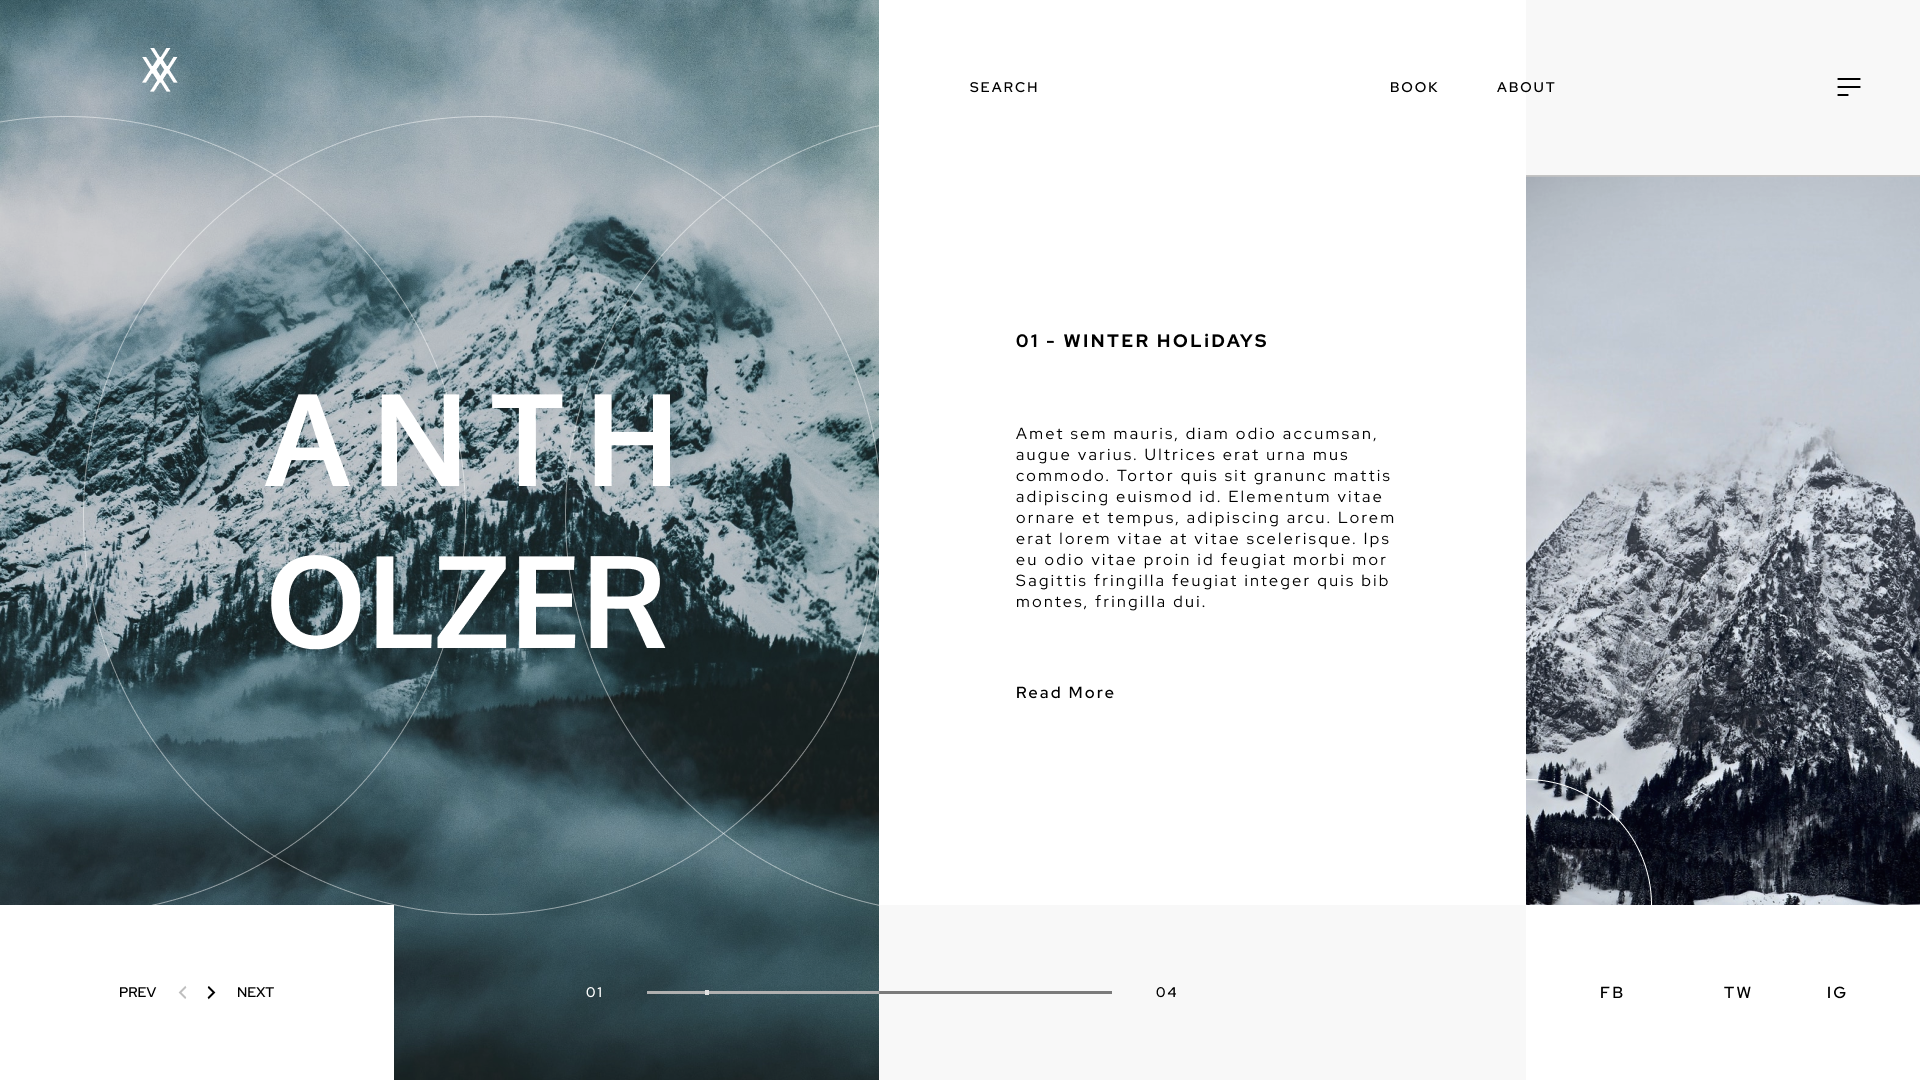 SEARCH
BOOK
ABOUT
ANTH
OLZER
01 - WINTER HOLiDAYS
Amet sem mauris, diam odio accumsan,
augue varius. Ultrices erat urna mus
commodo. Tortor quis sit granunc mattis
adipiscing euismod id. Elementum vitae
ornare et tempus, adipiscing arcu. Lorem
erat lorem vitae at vitae scelerisque. Ips
eu odio vitae proin id feugiat morbi mor
Sagittis fringilla feugiat integer quis bib
montes, fringilla dui.
Read More
PREV
NEXT
01
04
FB
TW
IG